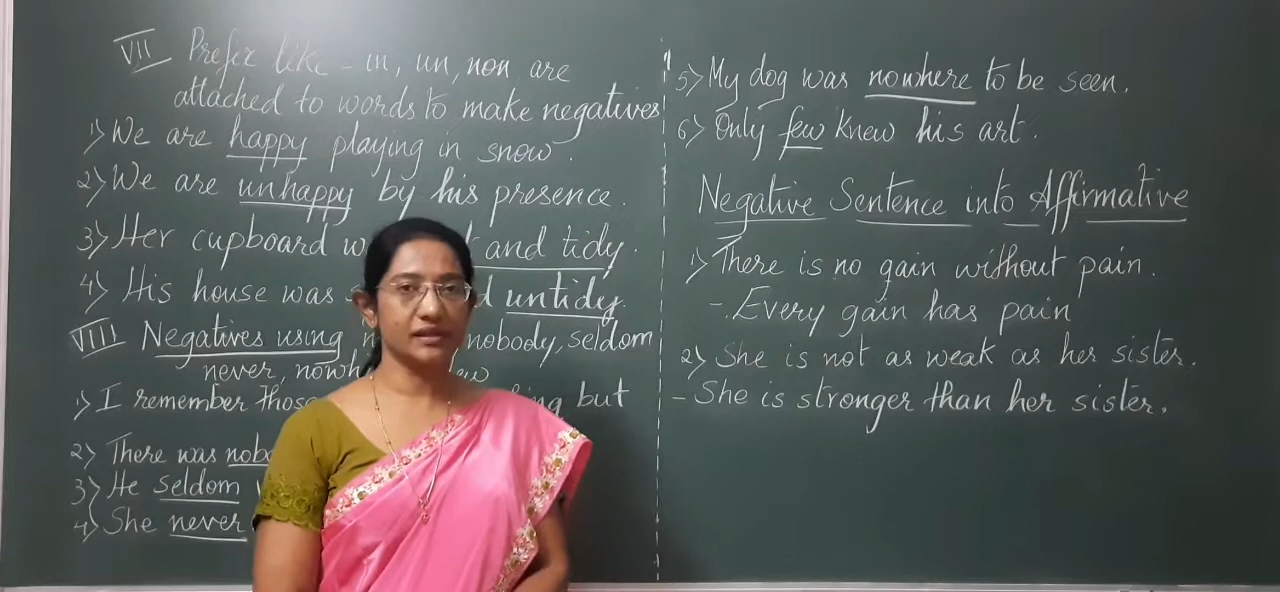 VII Prefix like - in, un, non are
attached to words to make negatives
1) We are happy playing in snow.
2) We are unhappy by his presence.
3) Her cupboard and tidy.
4) His house was untidy.
VIIII Negatives using nobody, seldom
never,
1) I remember but
2) There was
3) He seldom
4) She never
5) My dog was nowhere to be seen.
6) Only few knew his art.
Negative Sentence into Affirmative
1) There is no gain without pain.
- Every gain has pain
2) She is not as weak as her sister.
- She is stronger than her sister.